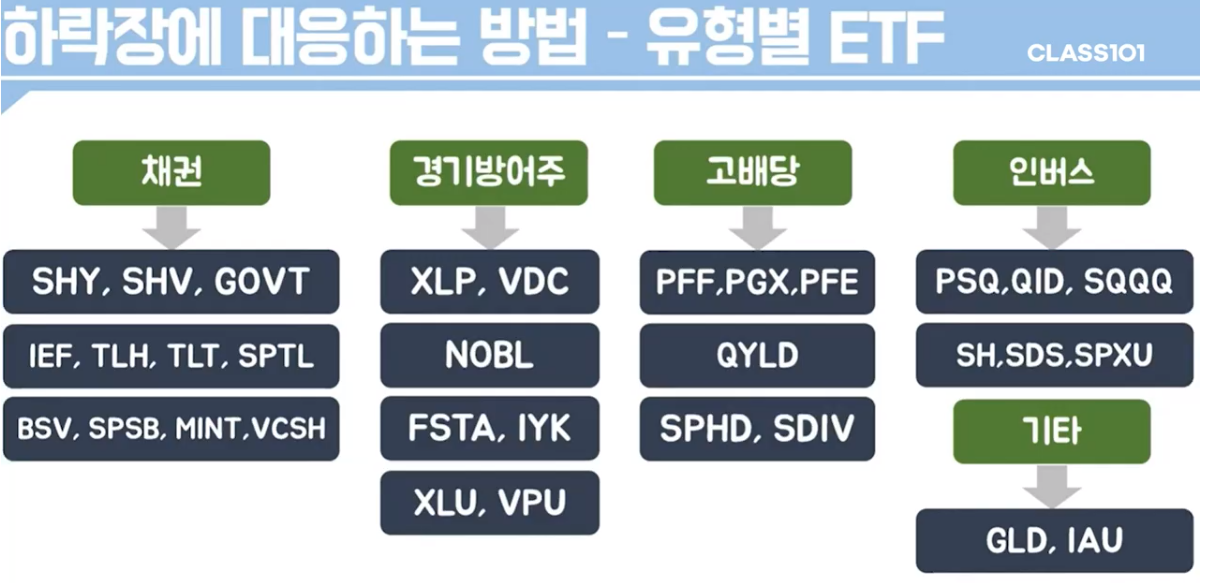 하락장에 대응하는 방법 - 유형별 ETF
CLASS101
채권
SHY, SHV, GOVT
IEF, TLH, TLT, SPTL
BSV, SPSB, MINT,VCSH
경기방어주
XLP, VDC
NOBL
FSTA, IYK
XLU, VPU
고배당
PFF,PGX,PFE
QYLD
SPHD, SDIV
인버스
PSQ,QID, SQQQ
SH,SDS,SPXU
기타
GLD, IAU